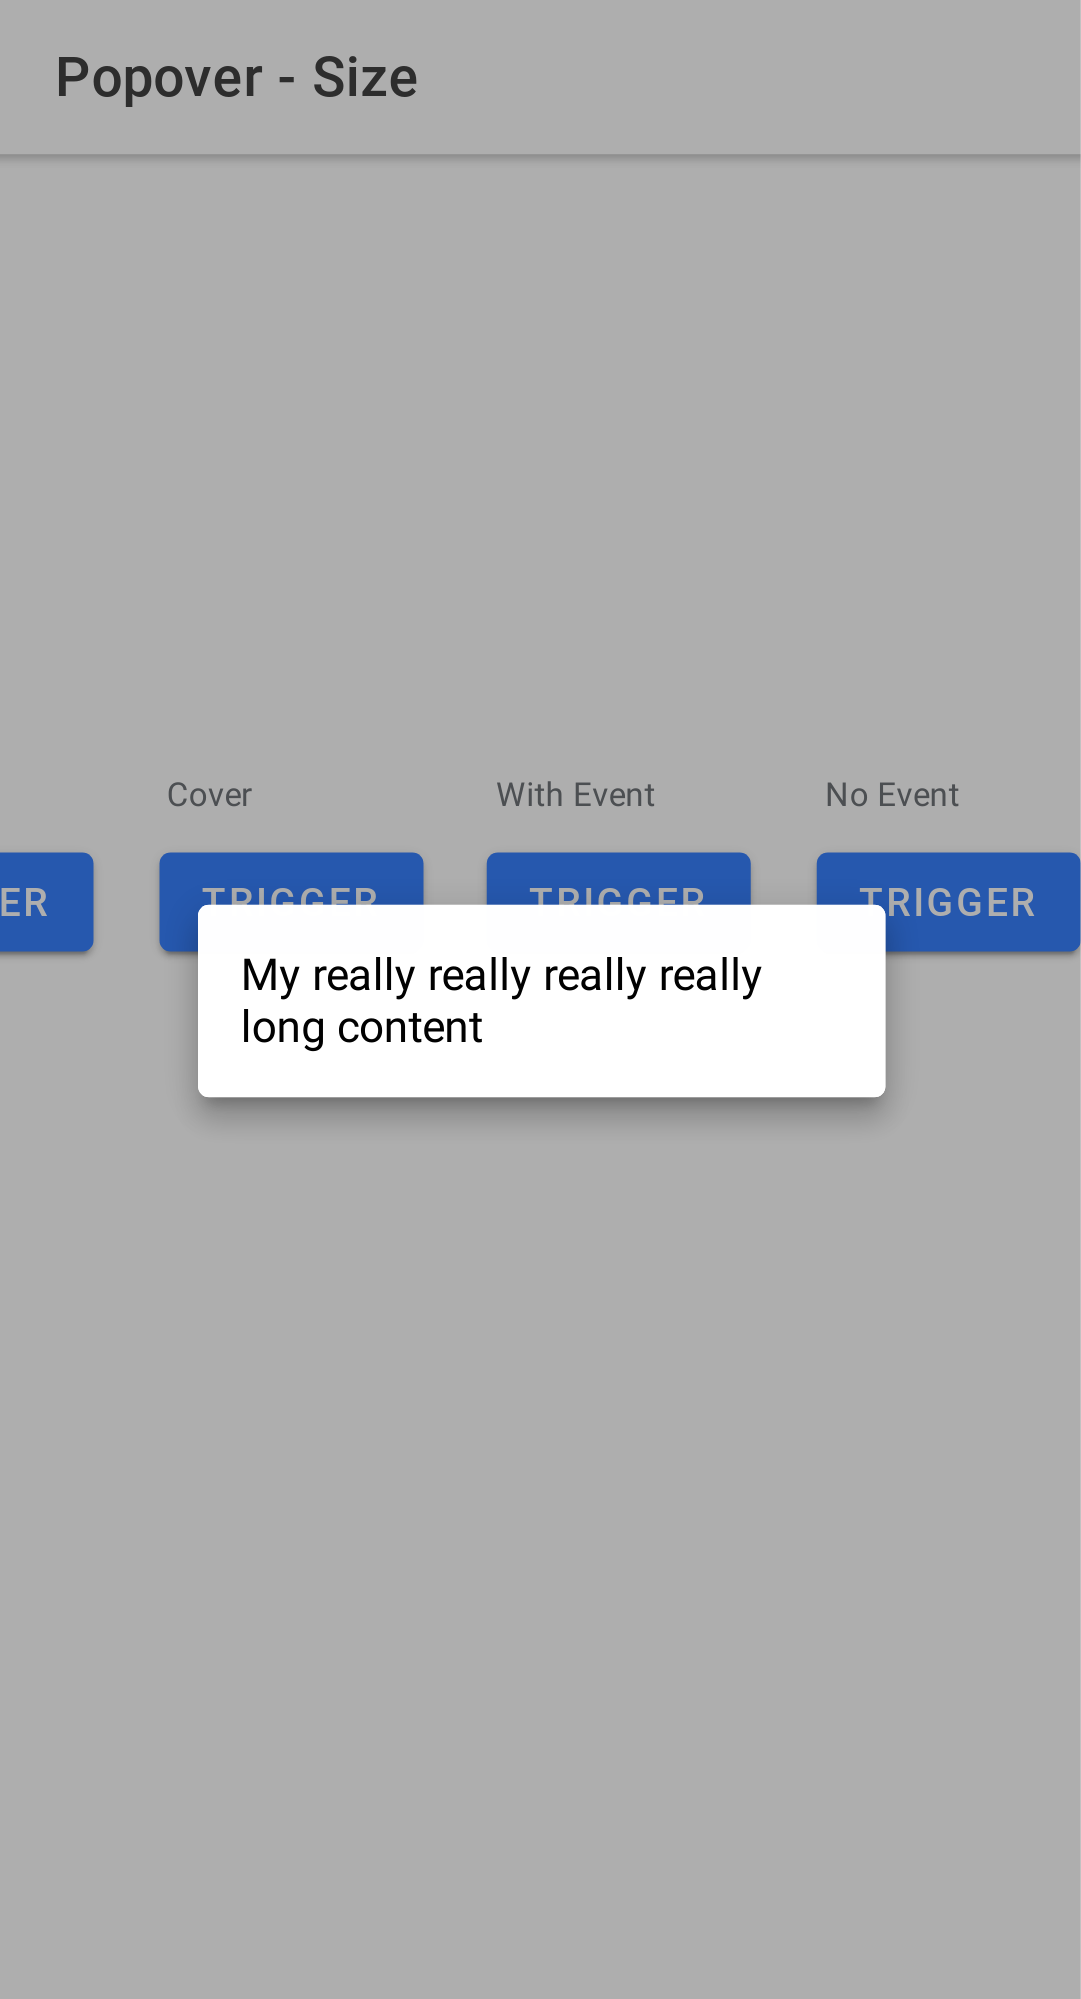 Popover - Size
Cover
With Event
No Event
ER
TRIGGER
TRIGGER
TRIGGER
My really really really really
long content